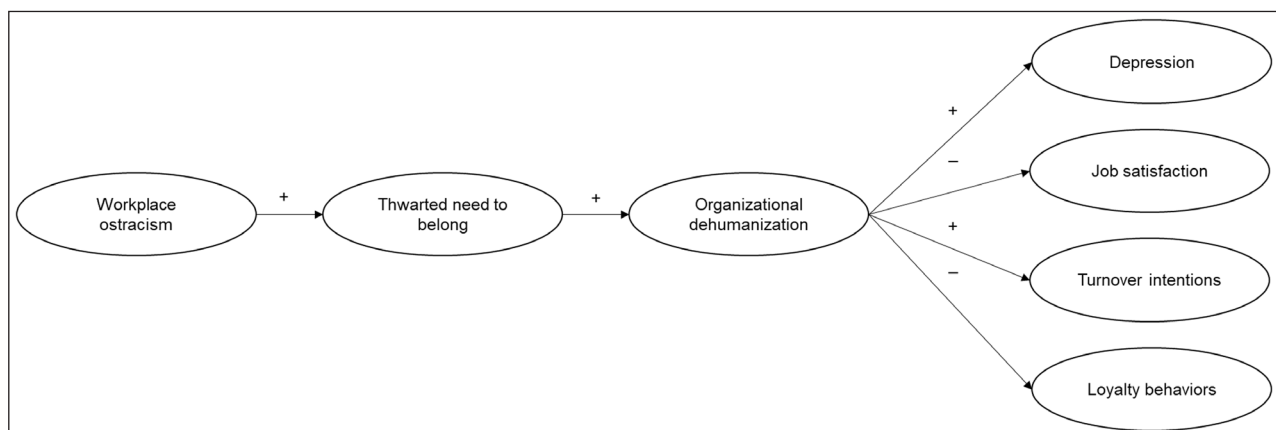 Workplace
ostracism
+
Thwarted need to
belong
+
Organizational
dehumanization
+
–
+
–
Depression
Job satisfaction
Turnover intentions
Loyalty behaviors